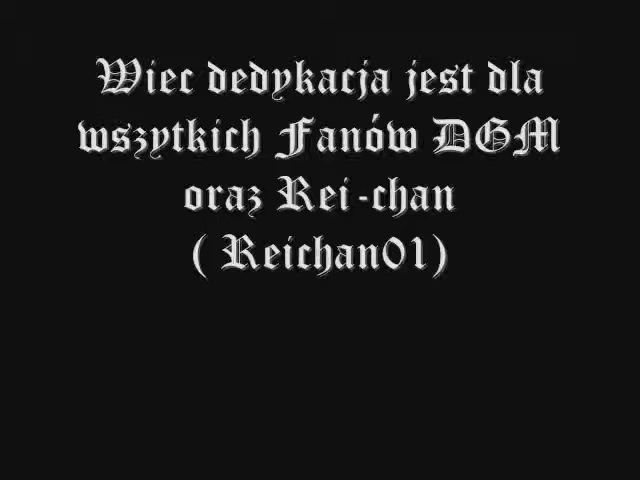 Wiec dedykacja jest dla
wszytkich Fanów DGM
oraz Rei-chan
( Reichan01)